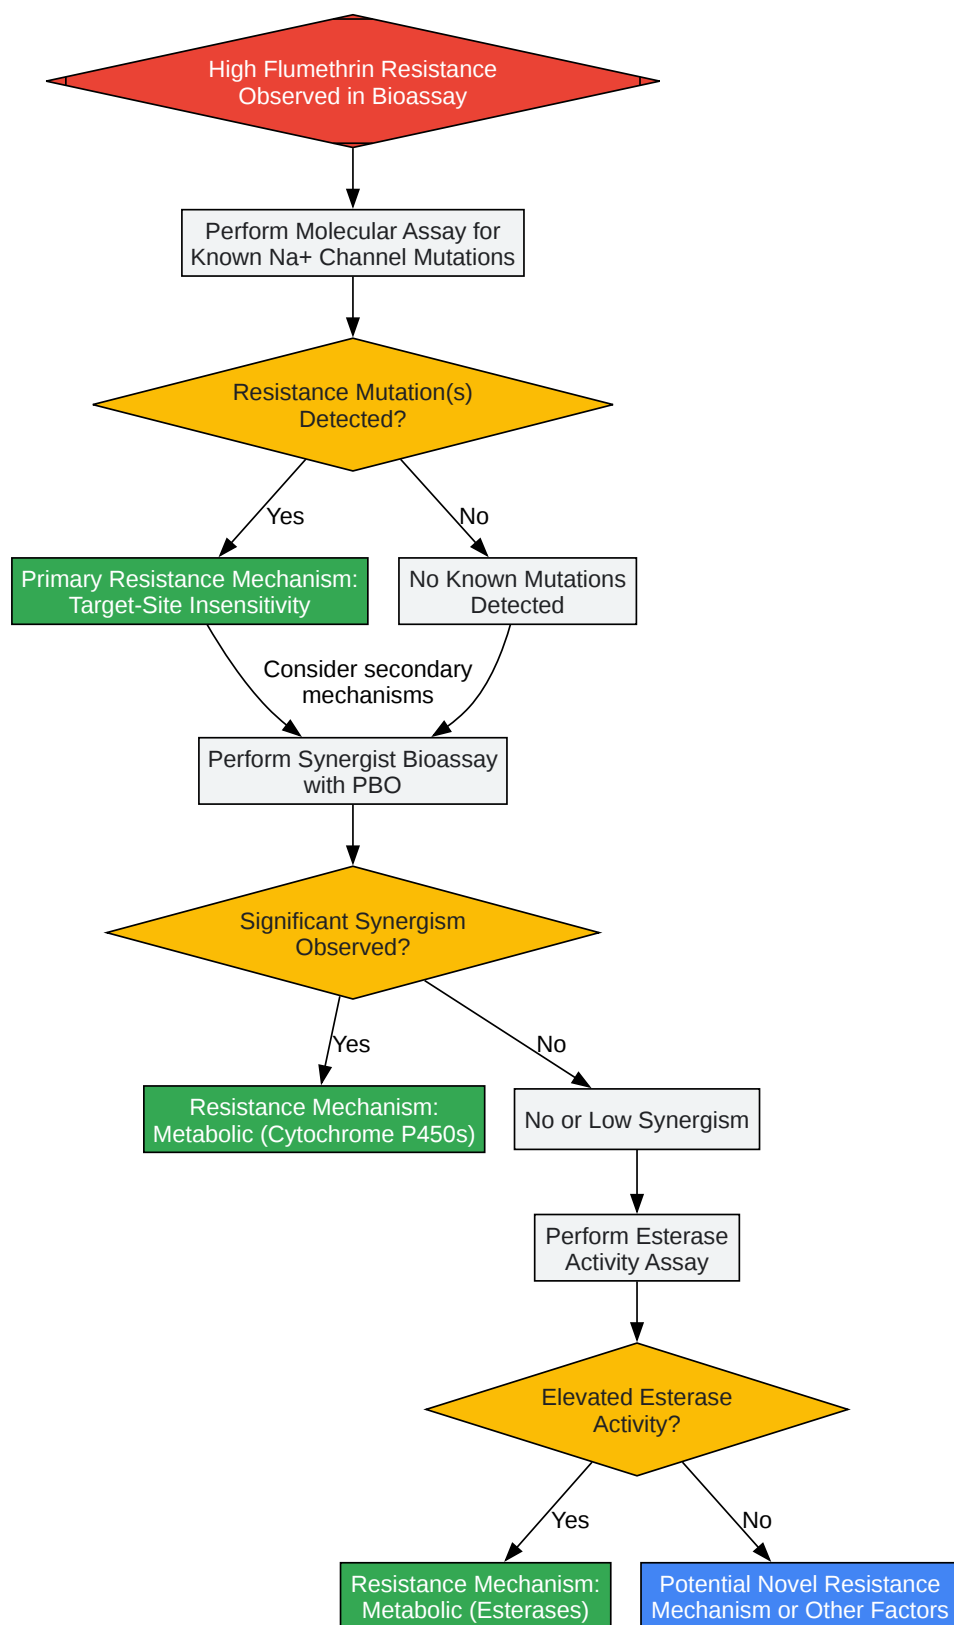 High Flumethrin Resistance
Observed in Bioassay
Perform Molecular Assay for
Known Na+ Channel Mutations
Resistance Mutation(s)
Detected?
Yes
No
Primary Resistance Mechanism:
Target-Site Insensitivity
No Known Mutations
Detected
Consider secondary
mechanisms
Perform Synergist Bioassay
with PBO
Significant Synergism
Observed?
Yes
No
Resistance Mechanism:
Metabolic (Cytochrome P450s)
No or Low Synergism
Perform Esterase
Activity Assay
Elevated Esterase
Activity?
Yes
No
Resistance Mechanism:
Metabolic (Esterases)
Potential Novel Resistance
Mechanism or Other Factors